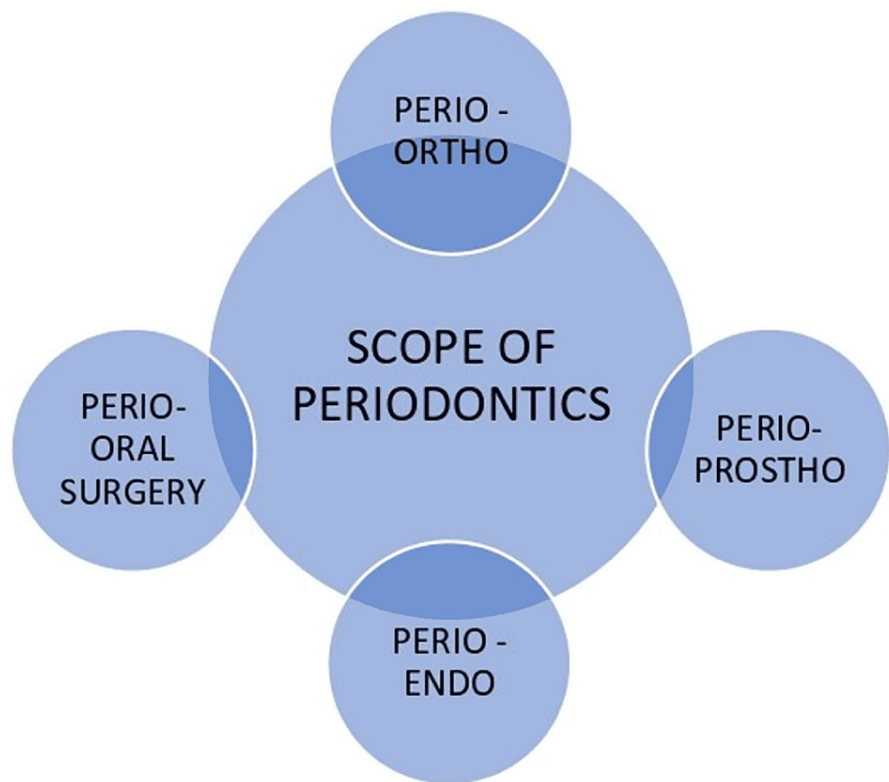 PERIO -
ORTHO
SCOPE OF
PERIODONTICS
PERIO-
ORAL
SURGERY
PERIO-
PROSTHO
PERIO -
ENDO